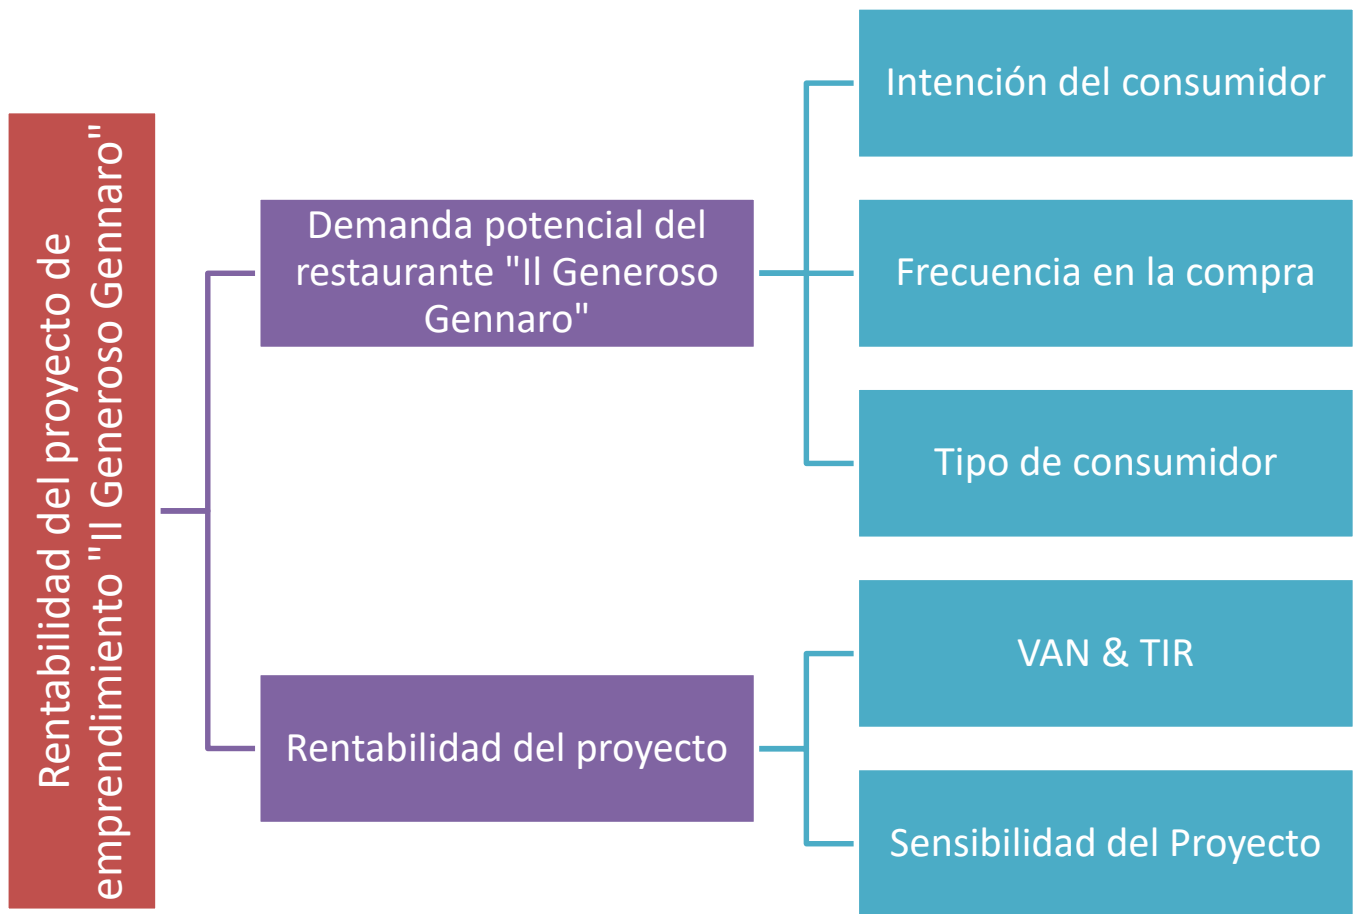 Rentabilidad del proyecto de
emprendimiento "Il Generoso Gennaro"
Demanda potencial del
restaurante "Il Generoso
Gennaro"
Intención del consumidor
Frecuencia en la compra
Tipo de consumidor
Rentabilidad del proyecto
VAN & TIR
Sensibilidad del Proyecto